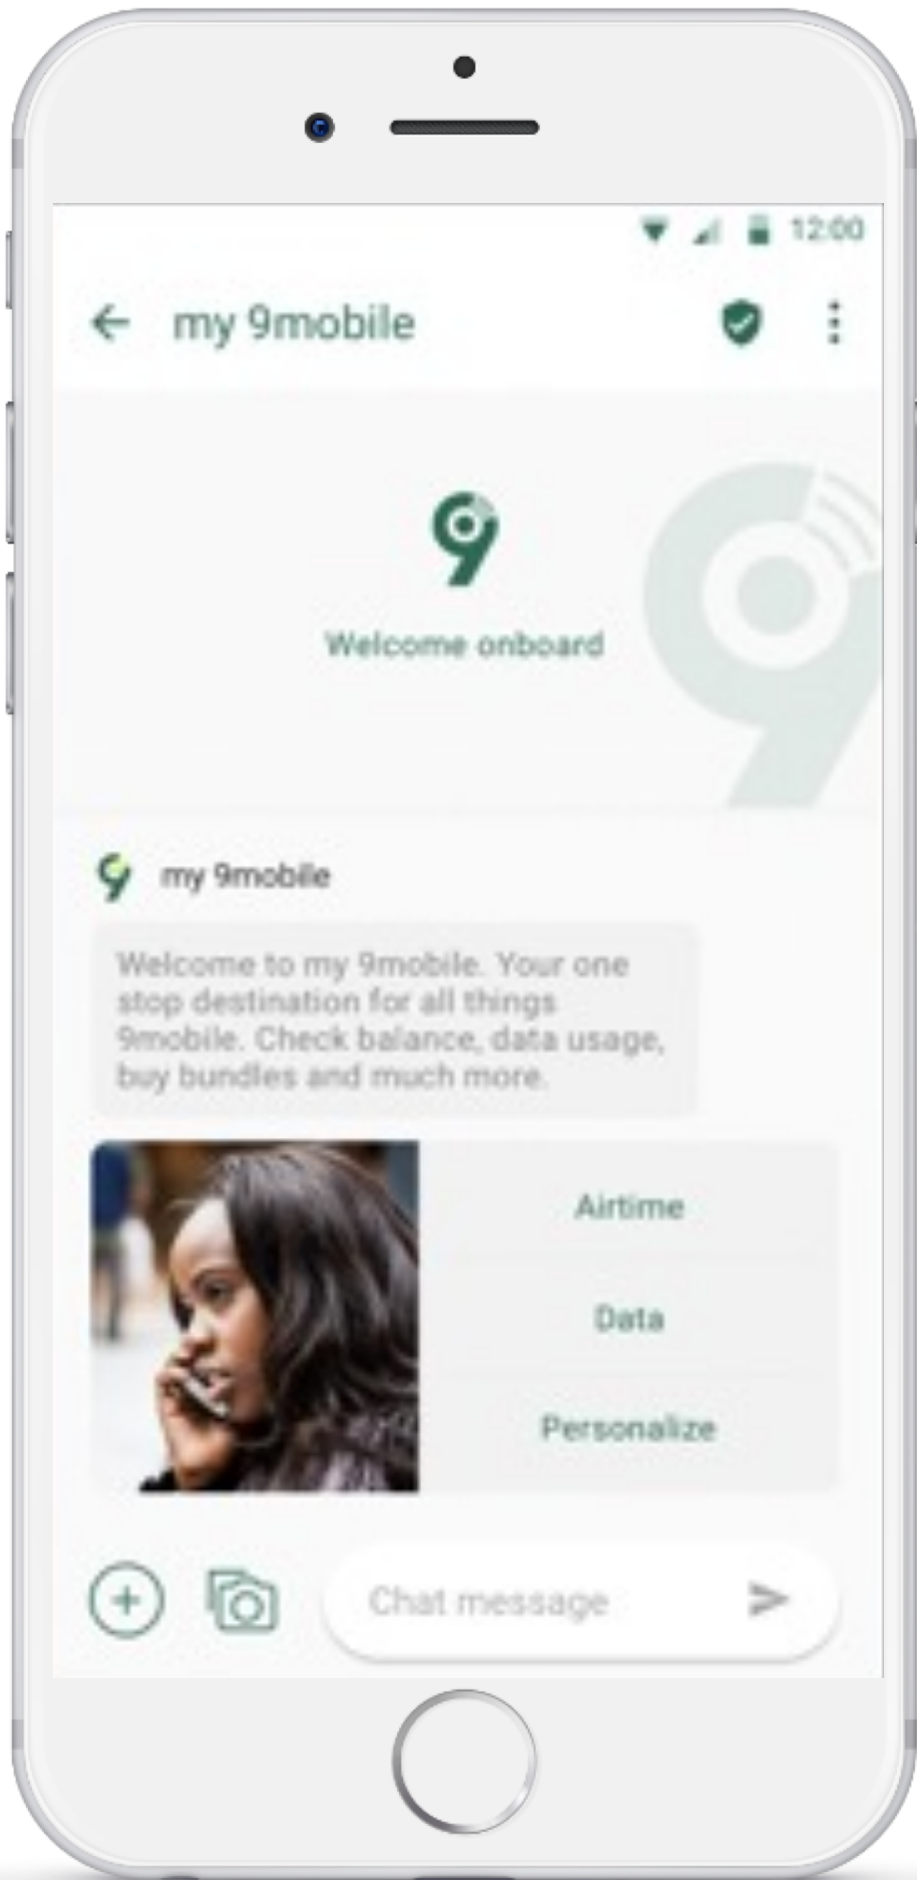 12:00
my 9mobile
9
Welcome onboard
my 9mobile
Welcome to my 9mobile. Your one
stop destination for all things
9mobile. Check balance, data usage,
buy bundles and much more.
Airtime
Data
Personalize
Chat message